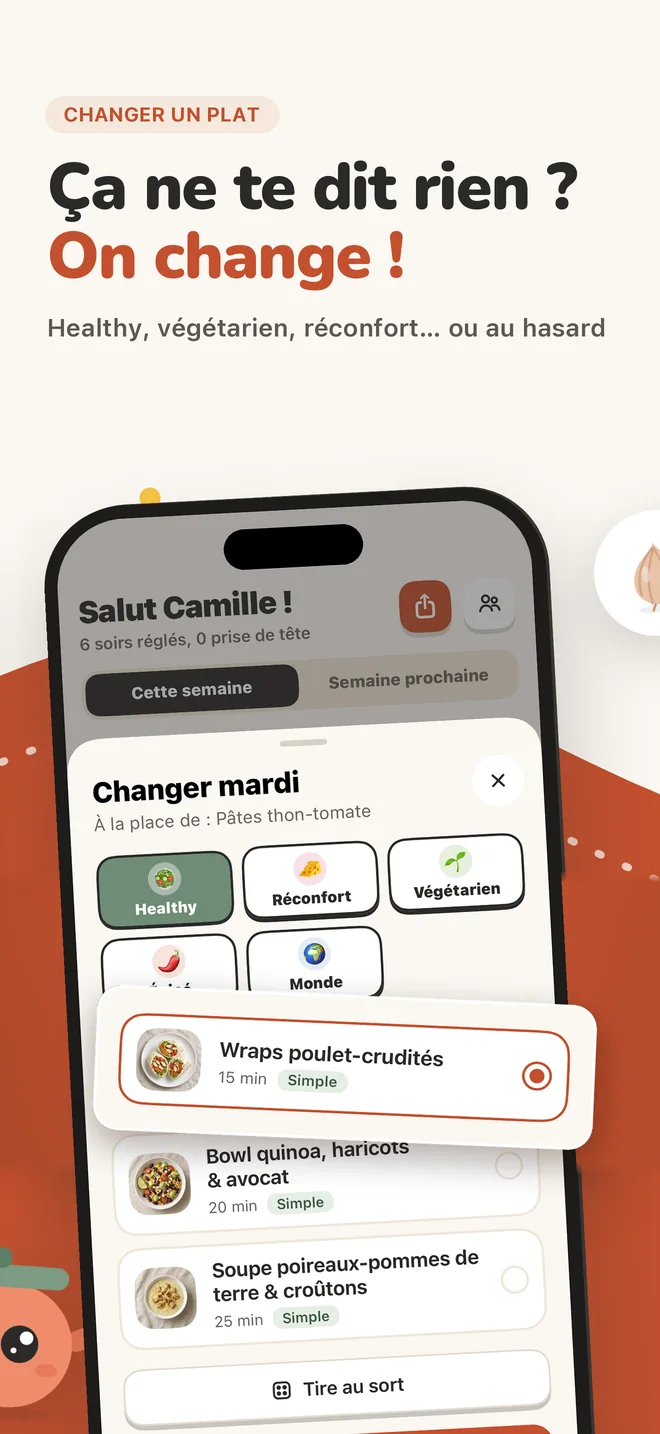 CHANGER UN PLAT
Ça ne te dit rien ?
On change !
Healthy, végétarien, réconfort... ou au hasard
Salut Camille !
6 soirs réglés, 0 prise de tête
Cette semaine
Semaine prochaine
Changer mardi
À la place de : Pâtes thon-tomate
Healthy
Réconfort
Végétarien
Monde
Wraps poulet-crudités
15 min
Simple
Bowl quinoa, haricots
& avocat
20 min
Simple
Soupe poireaux-pommes de
terre & croûtons
25 min
Simple
Tire au sort